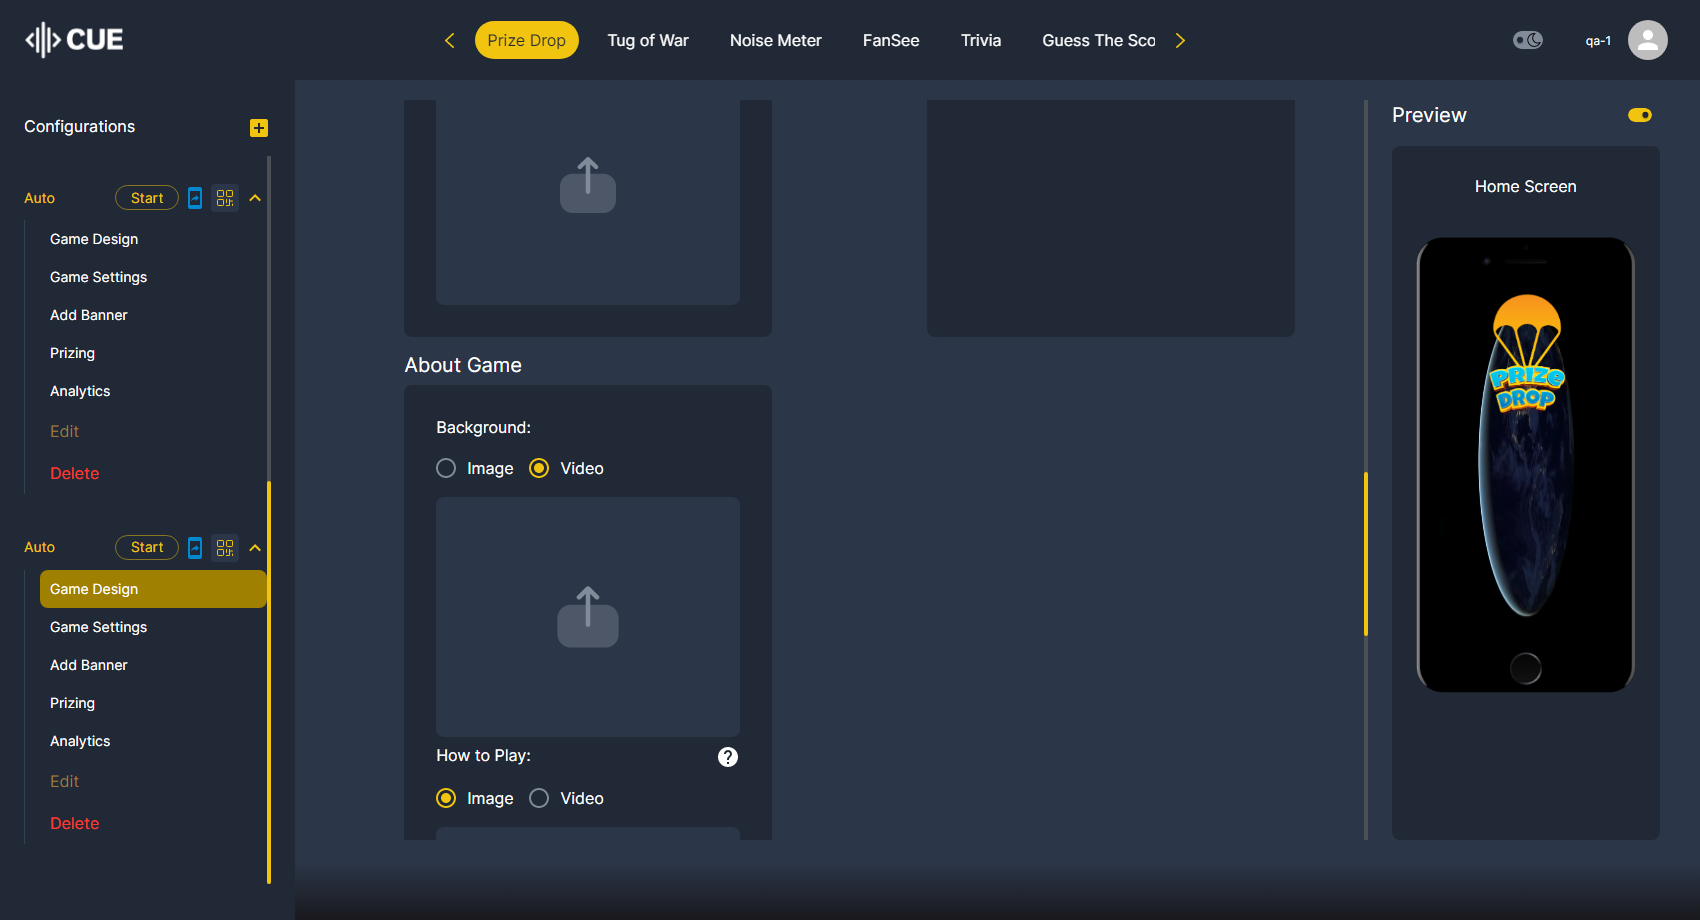 CUE
Prize Drop
Tug of War
Noise Meter
FanSee
Trivia
Guess The Sco
qa-1
Configurations
Auto
Start
Game Design
Game Settings
Add Banner
Prizing
Analytics
Edit
Delete
Auto
Start
Game Design
Game Settings
Add Banner
Prizing
Analytics
Edit
Delete
About Game
Background:
Image
Video
How to Play:
?
Image
Video
Preview
Home Screen
PRIZE
DROP